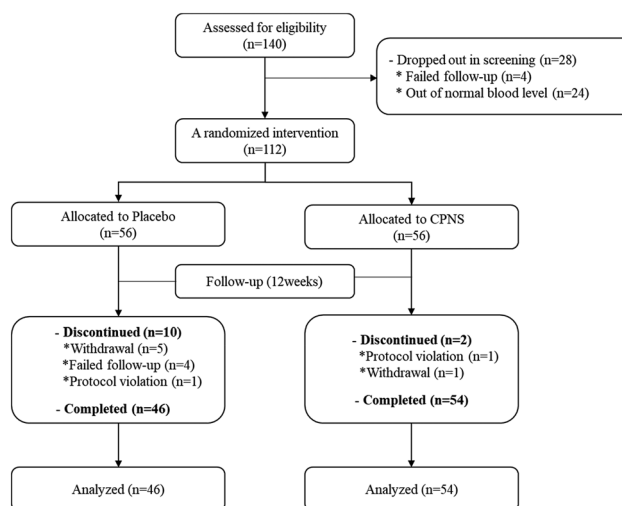 Assessed for eligibility
(n=140)
- Dropped out in screening (n=28)
* Failed follow-up (n=4)
* Out of normal blood level (n=24)
A randomized intervention
(n=112)
Allocated to Placebo
(n=56)
Allocated to CPNS
(n=56)
Follow-up (12weeks)
- Discontinued (n=10)
*Withdrawal (n=5)
*Failed follow-up (n=4)
*Protocol violation (n=1)
- Completed (n=46)
- Discontinued (n=2)
*Protocol violation (n=1)
*Withdrawal (n=1)
- Completed (n=54)
Analyzed (n=46)
Analyzed (n=54)